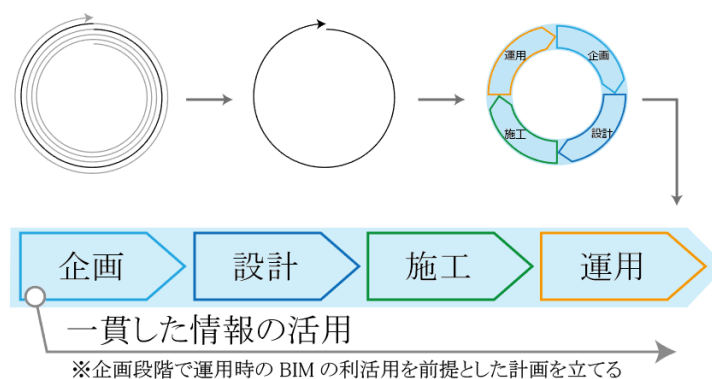 運用
企画
施工
設計
企画
設計
施工
運用
一貫した情報の活用
※企画段階で運用時の BIM の利活用を前提とした計画を立てる